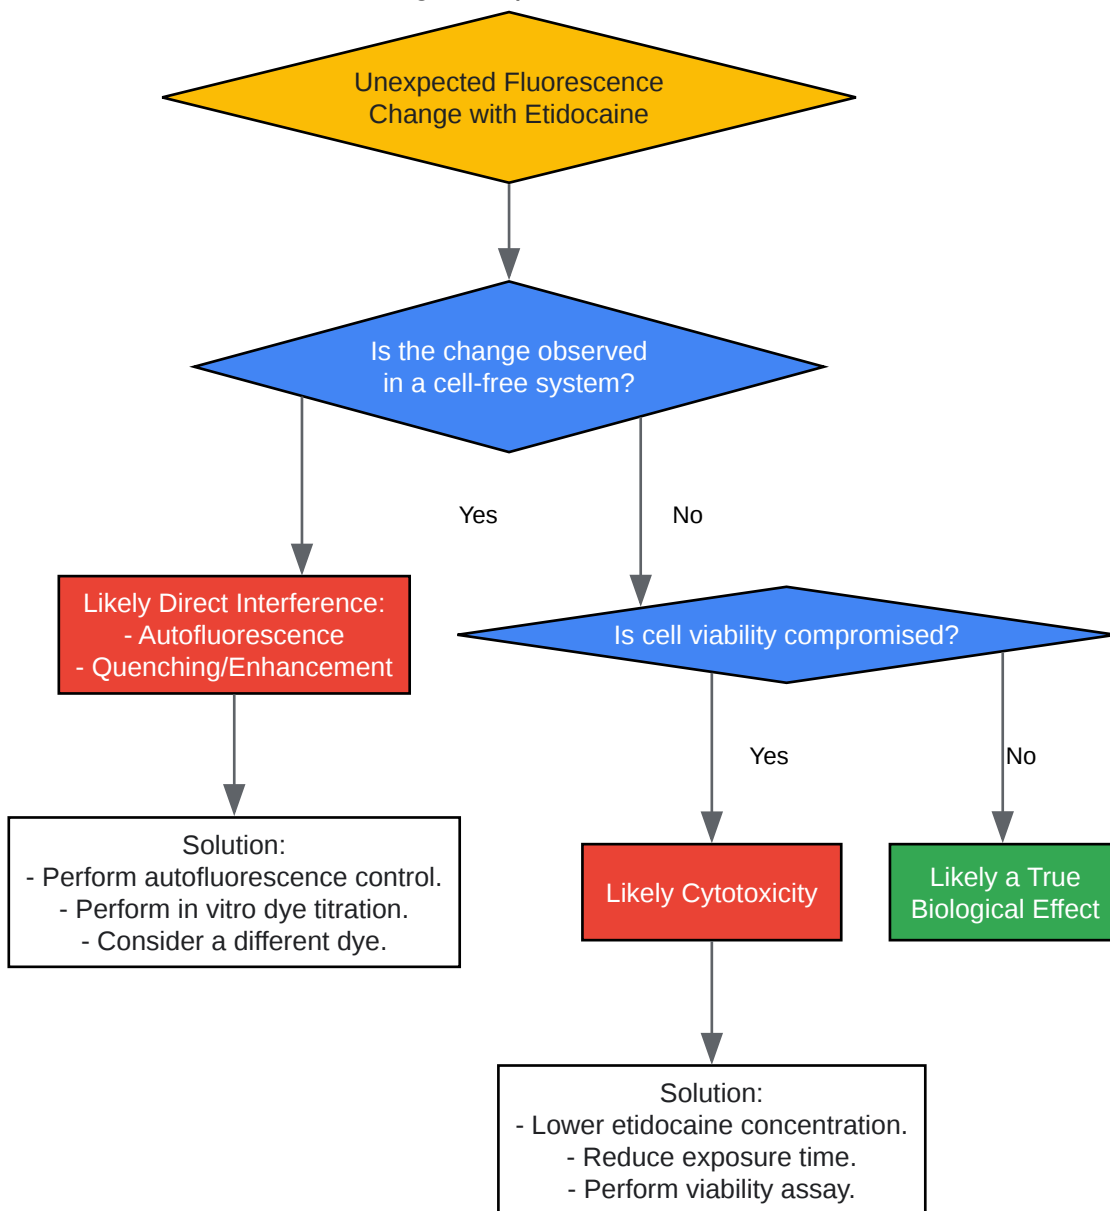 Unexpected Fluorescence
Change with Etidocaine
Is the change observed
in a cell-free system?
Yes
No
Likely Direct Interference:
- Autofluorescence
- Quenching/Enhancement
Is cell viability compromised?
Yes
No
Solution:
- Perform autofluorescence control.
- Perform in vitro dye titration.
- Consider a different dye.
Likely Cytotoxicity
Likely a True
Biological Effect
Solution:
- Lower etidocaine concentration.
- Reduce exposure time.
- Perform viability assay.